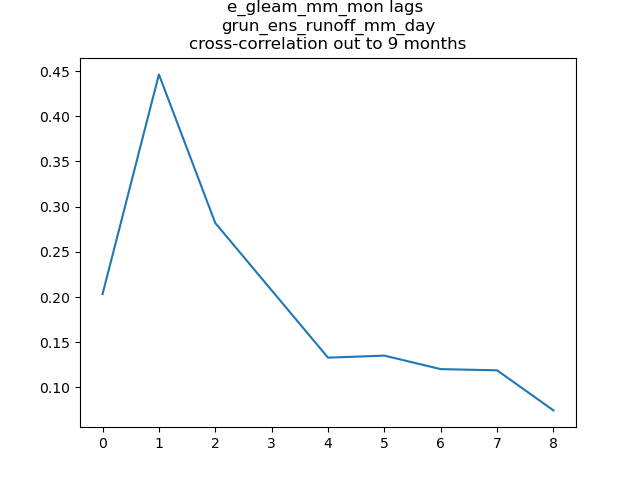 e_gleam_mm_mon lags
grun_ens_runoff_mm_day
cross-correlation out to 9 months
0.45
0.40
0.35
0.30
0.25
0.20
0.15
0.10
0 1 2 3 4 5 6 7 8